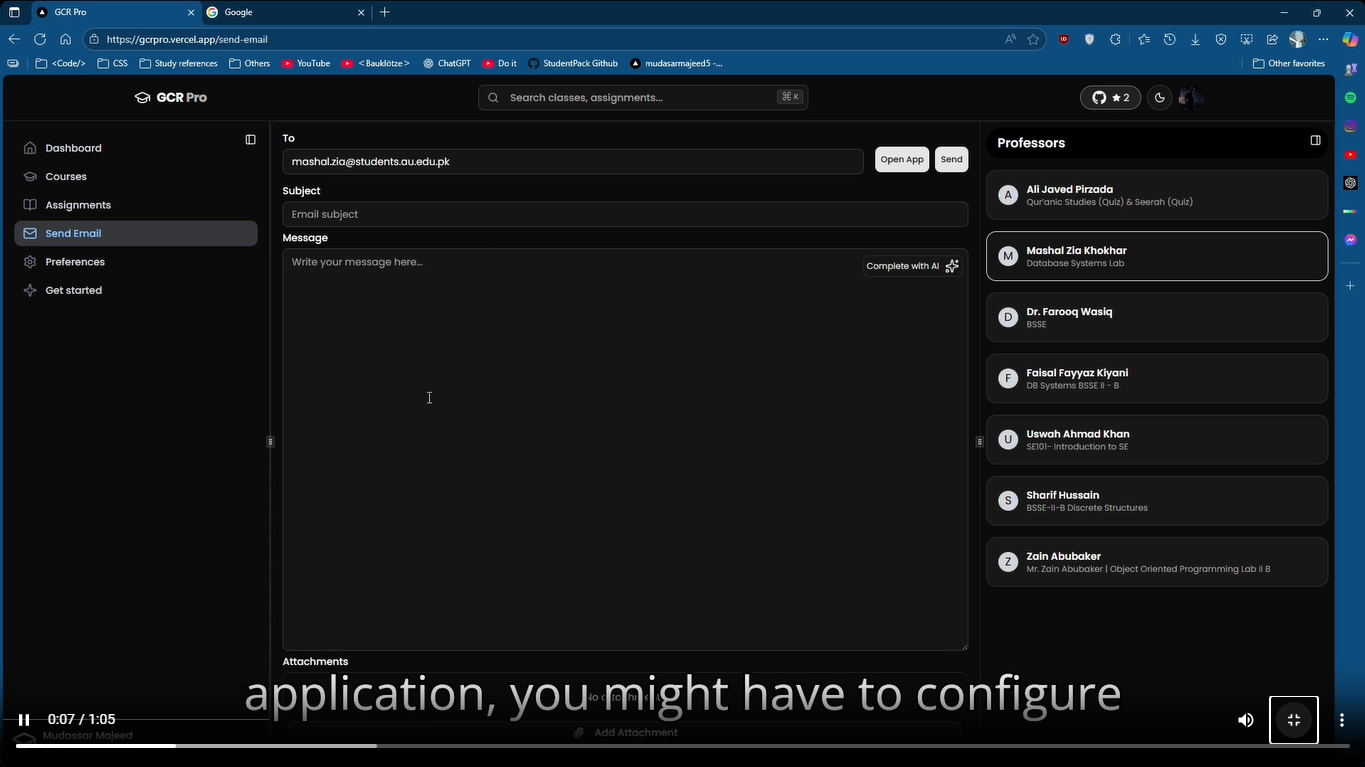 GCR Pro
Google
https://gcrpro.vercel.app/send-email
<Code/>
CSS
Study references
Others
YouTube
<Bauklötze>
ChatGPT
Do it
StudentPack Github
mudasarmajeed5 -...
Other favorites
GCR Pro
Search classes, assignments...
⌘ K
2
Dashboard
Courses
Assignments
Send Email
Preferences
Get started
To
mashal.zia@students.au.edu.pk
Open App
Send
Subject
Email subject
Message
Write your message here...
Complete with AI
Attachments
Add Attachment
Professors
A
Ali Javed Pirzada
Qur'anic Studies (Quiz) & Seerah (Quiz)
M
Mashal Zia Khokhar
Database Systems Lab
D
Dr. Farooq Wasiq
BSSE
F
Faisal Fayyaz Kiyani
DB Systems BSSE II - B
U
Uswah Ahmad Khan
SE101- Introduction to SE
S
Sharif Hussain
BSSE-II-B Discrete Structures
Z
Zain Abubaker
Mr. Zain Abubaker | Object Oriented Programming Lab II B
application, you might have to configure
0:07 / 1:05
Mudassar Majeed